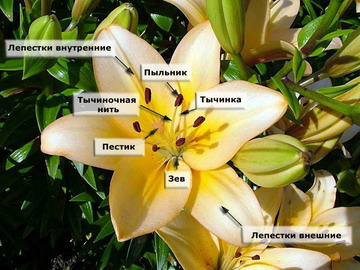 Лепестки внутренние
Пыльник
Тычиночная
нить
Тычинка
Пестик
Зев
Лепестки внешние